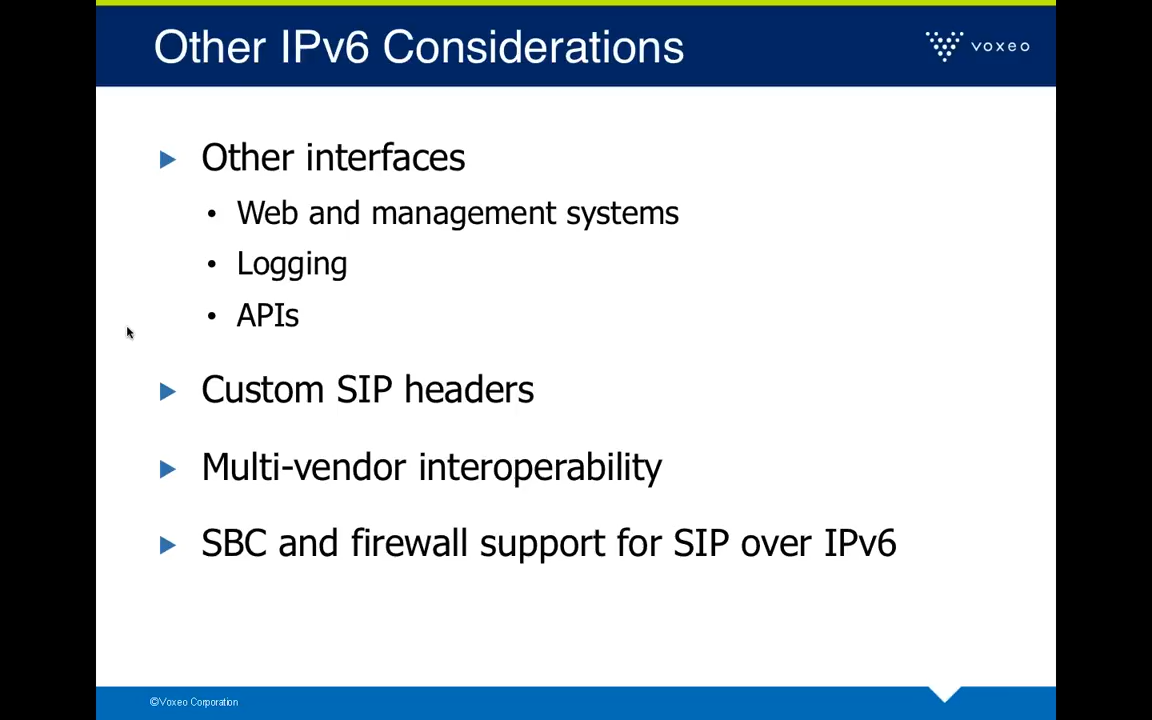 Other IPv6 Considerations
voxeo
Other interfaces
Web and management systems
Logging
APIs
Custom SIP headers
Multi-vendor interoperability
SBC and firewall support for SIP over IPv6
©Voxeo Corporation